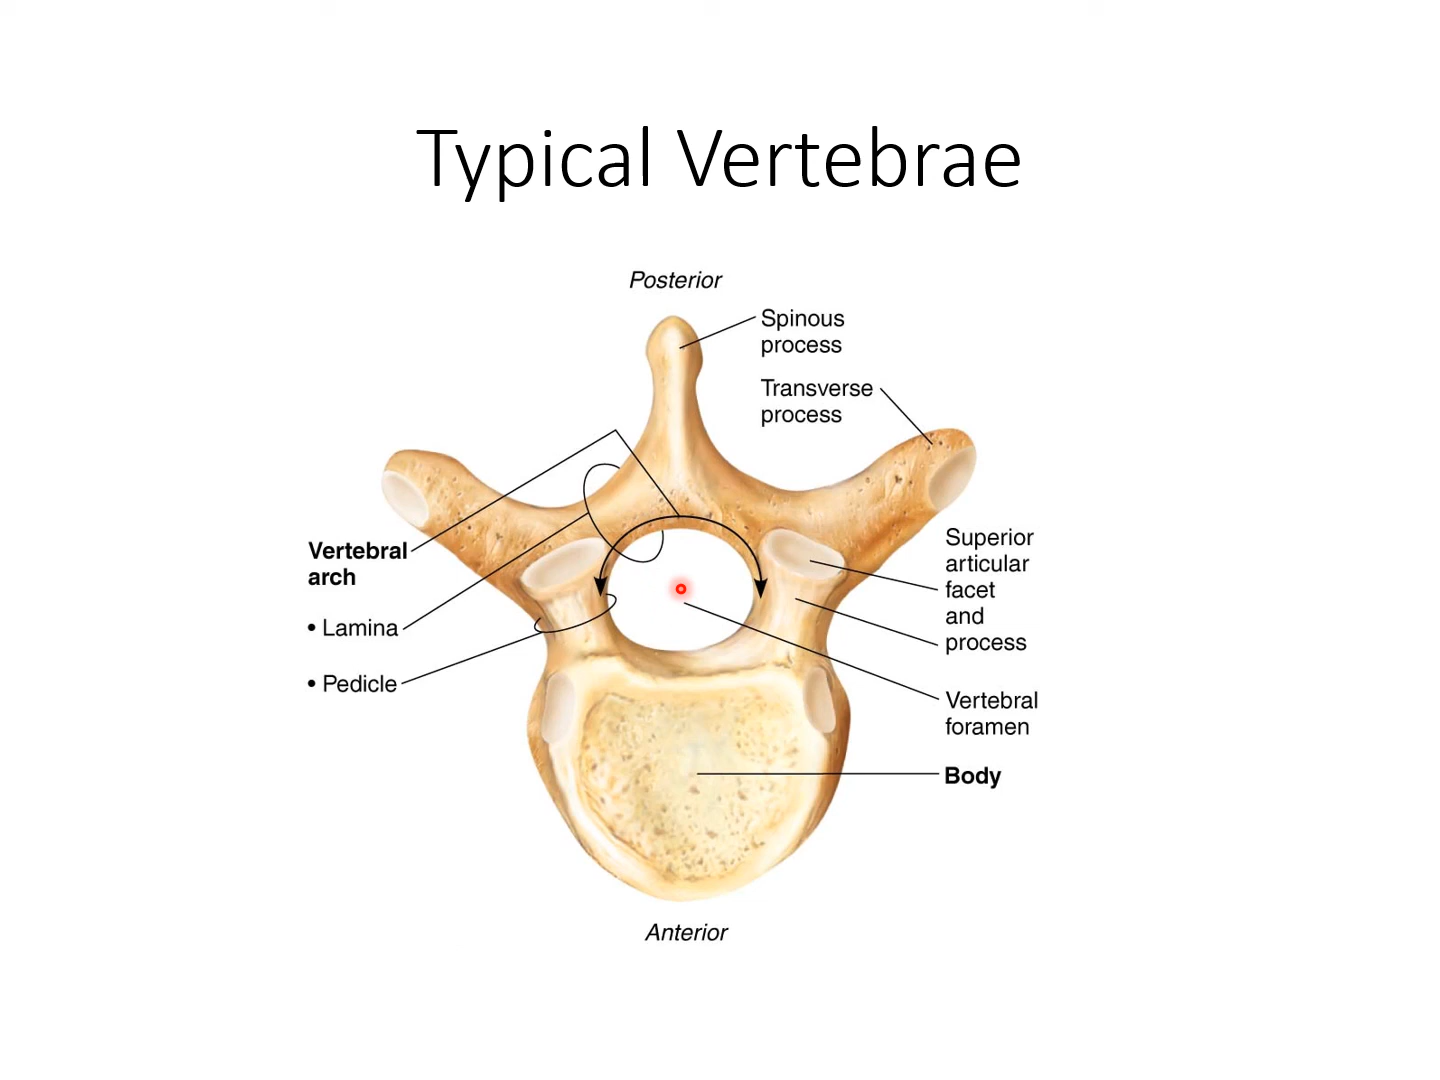 Typical Vertebrae
Posterior
Spinous
process
Transverse
process
Vertebral
arch
• Lamina
• Pedicle
Superior
articular
facet
and
process
Vertebral
foramen
Body
Anterior